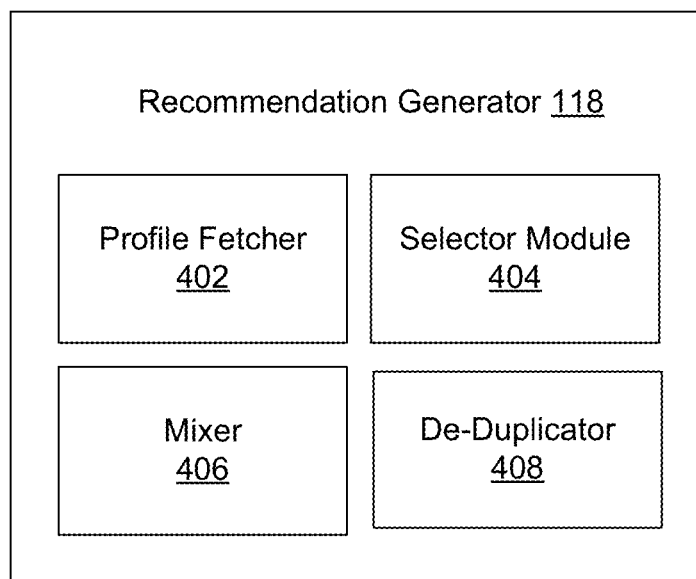 Recommendation Generator 118
Profile Fetcher
402
Selector Module
404
Mixer
406
De-Duplicator
408